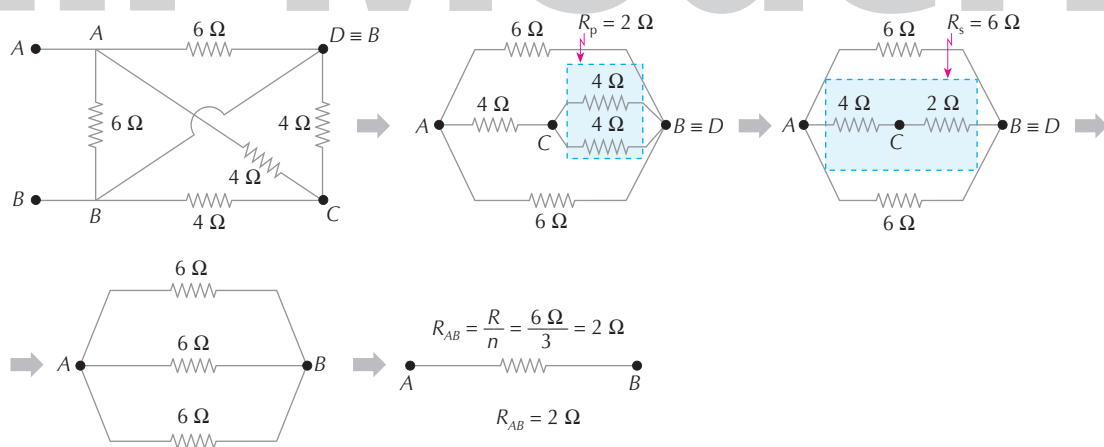 A A 6 Ω D ≡ B
6 Ω 4 Ω
4 Ω
B B 4 Ω C
6 Ω R_p = 2 Ω
4 Ω
A 4 Ω C 4 Ω B ≡ D
6 Ω
6 Ω R_s = 6 Ω
A 4 Ω C 2 Ω B ≡ D
6 Ω
6 Ω
A 6 Ω B
6 Ω
R_AB = R/n = 6 Ω/3 = 2 Ω
A B
R_AB = 2 Ω